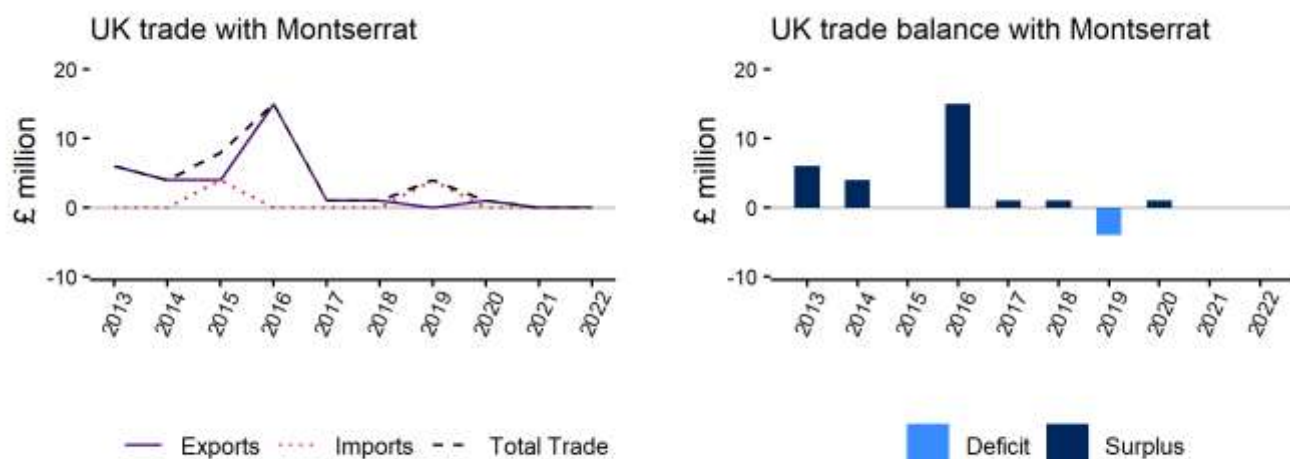 UK trade with Montserrat
20
10
0
-10
£ million
2013 2014 2015 2016 2017 2018 2019 2020 2021 2022
Exports Imports Total Trade
UK trade balance with Montserrat
20
10
0
-10
£ million
2013 2014 2015 2016 2017 2018 2019 2020 2021 2022
Deficit Surplus